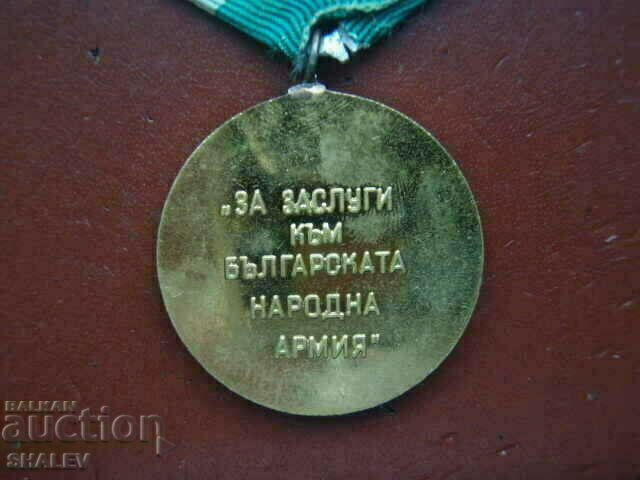 „ЗА ЗАСЛУГИ
КЪМ
БЪЛГАРСКАТА
НАРОДНА
АРМИЯ"
BALKAN
auction
SHALEV